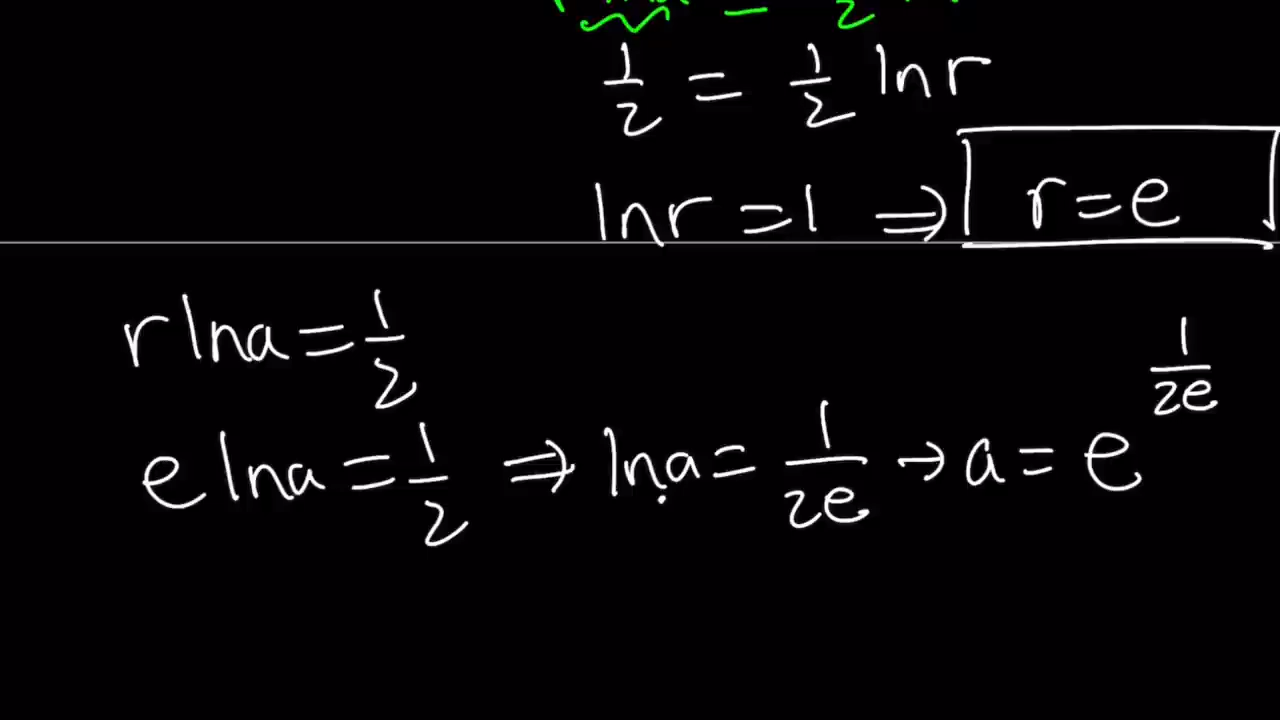 1/2 = 1/2 ln r
ln r = 1 ⇒ r = e
r ln a = 1/2
e ln a = 1/2 ⇒ ln a = 1/2e → a = e^(1/2e)